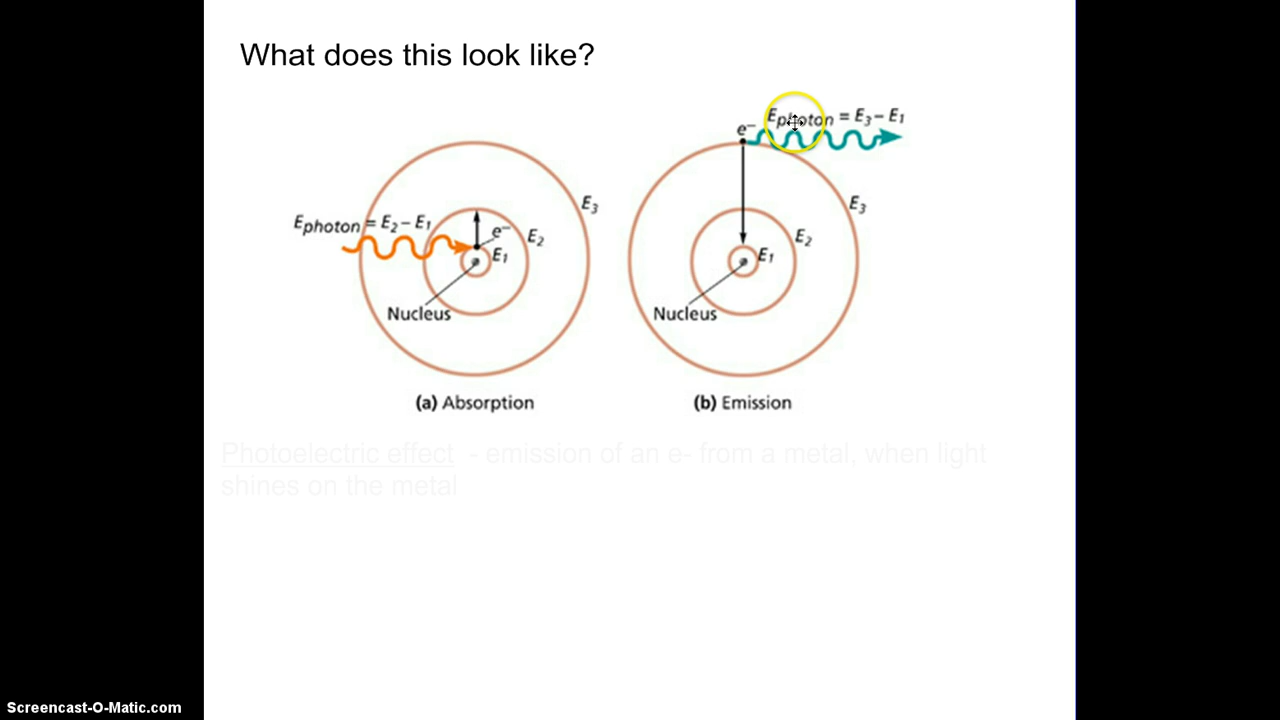 What does this look like?
Ephoton = E2 – E1
e–
E1
E2
E3
Nucleus
(a) Absorption
Ephoton = E3 – E1
e–
E1
E2
E3
Nucleus
(b) Emission
Photoelectric effect - emission of an e- from a metal, when light
shines on the metal
Screencast-O-Matic.com